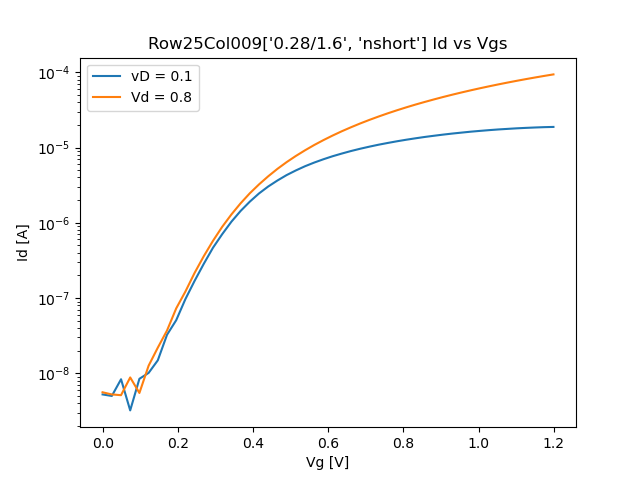 Row25Col009['0.28/1.6', 'nshort'] Id vs Vgs
vD = 0.1
Vd = 0.8
Id [A]
10⁻⁴
10⁻⁵
10⁻⁶
10⁻⁷
10⁻⁸
0.0 0.2 0.4 0.6 0.8 1.0 1.2
Vg [V]